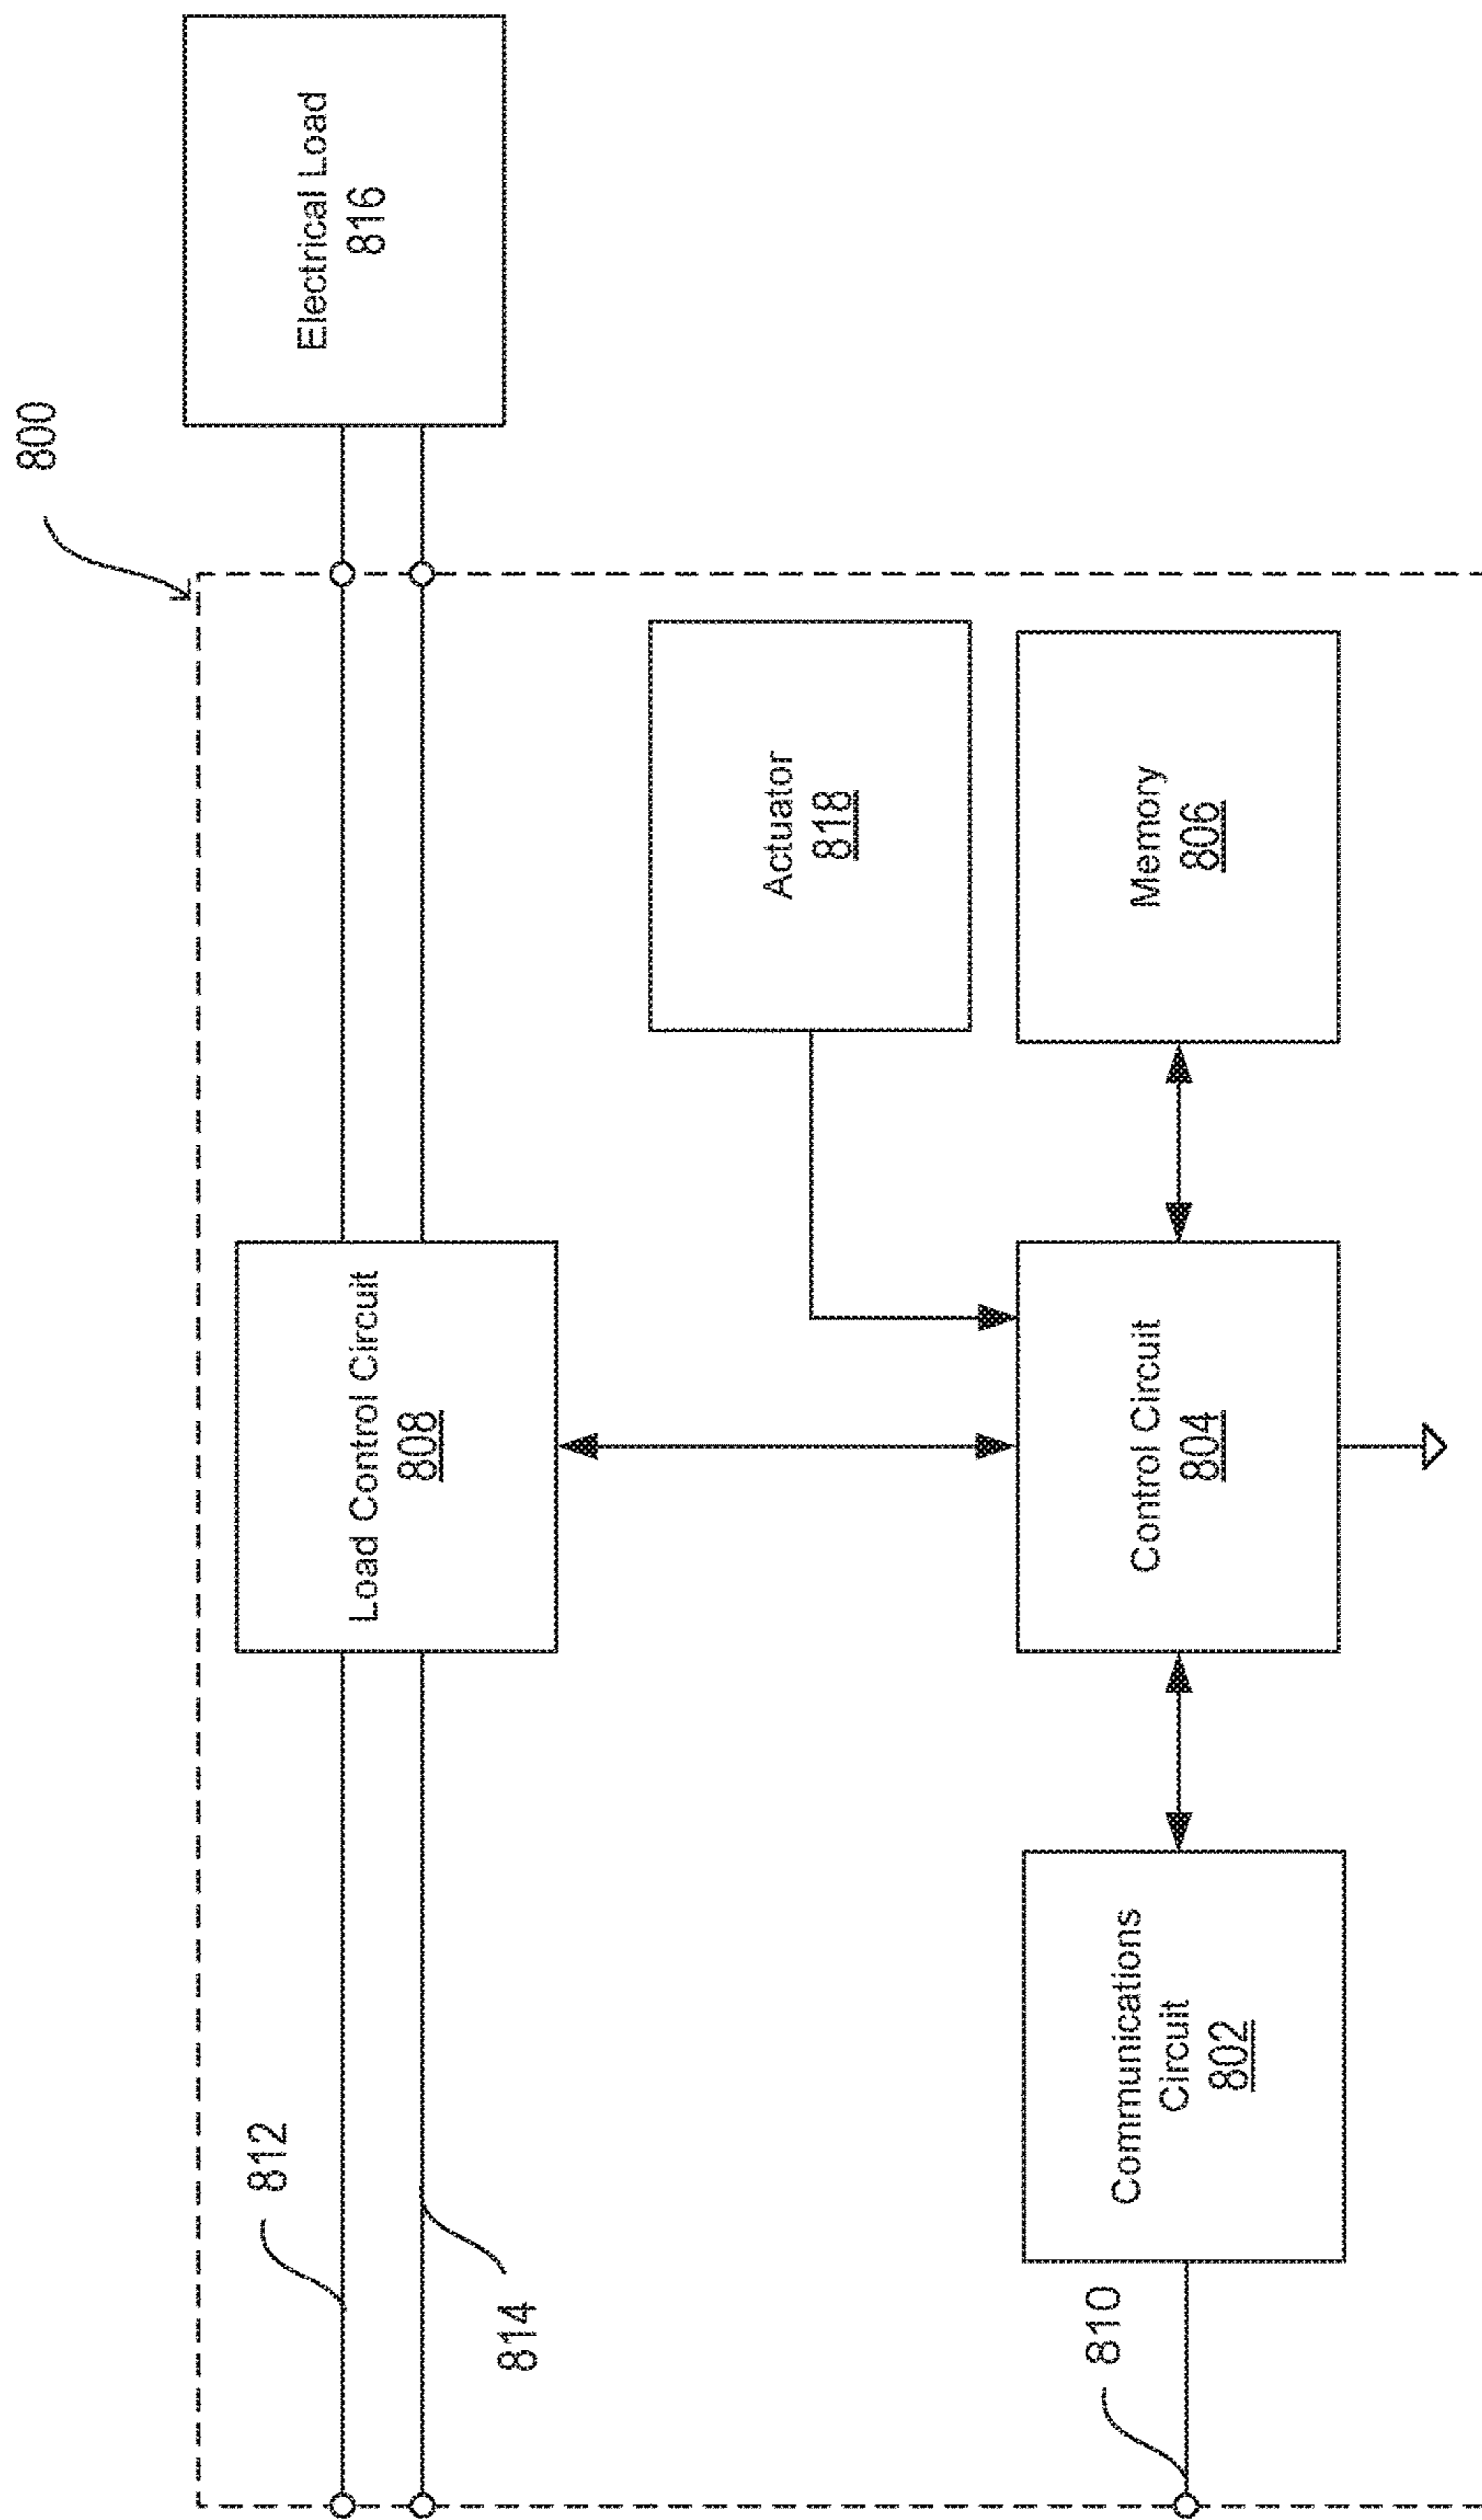 800
Electrical Load
816
812
Load Control Circuit
808
814
Actuator
818
810
Communications
Circuit
802
Control Circuit
804
Memory
806